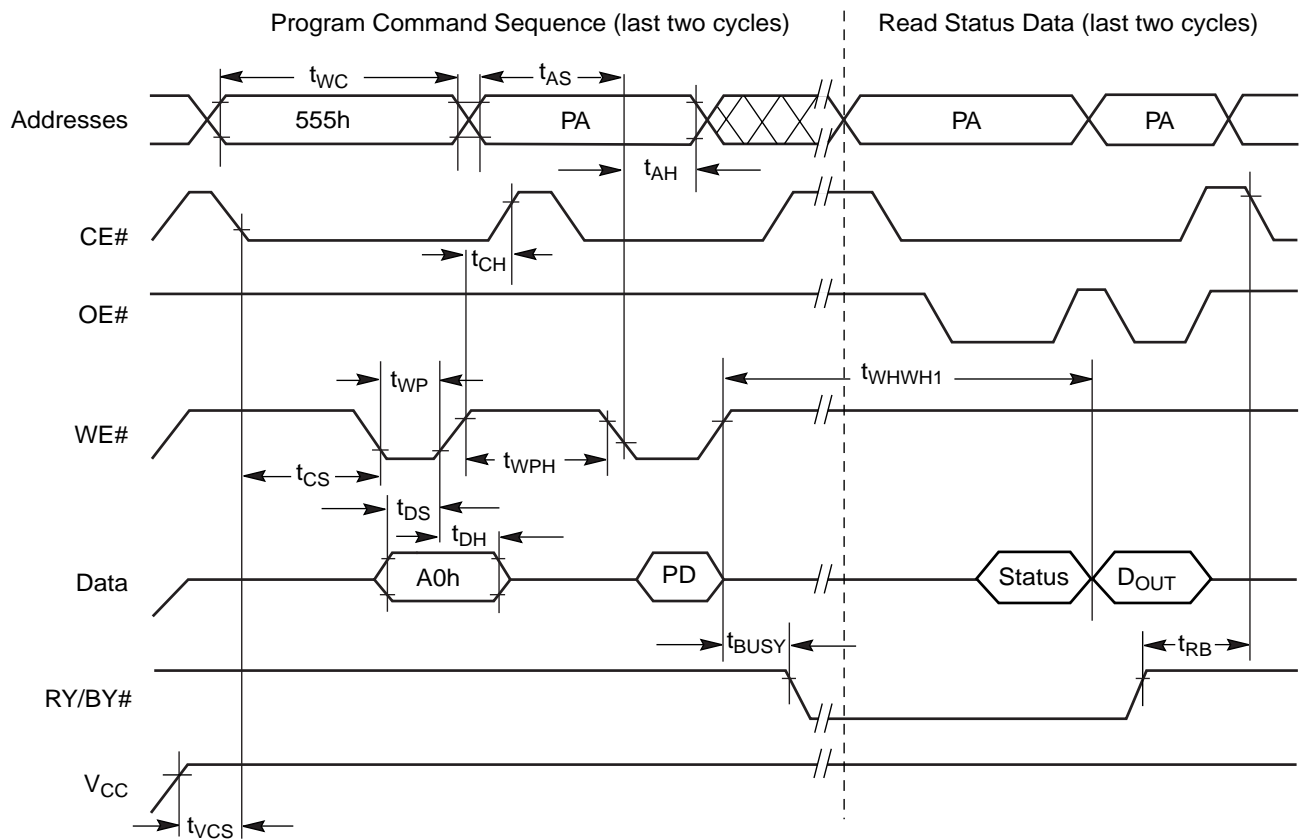 Program Command Sequence (last two cycles) Read Status Data (last two cycles)
tWC tAS
Addresses 555h PA PA PA
tAH
CE#
tCH
OE#
tWP tWHWH1
WE#
tCS tWPH
tDS
tDH
Data A0h PD Status DOUT
tBUSY tRB
RY/BY#
VCC
tVCS